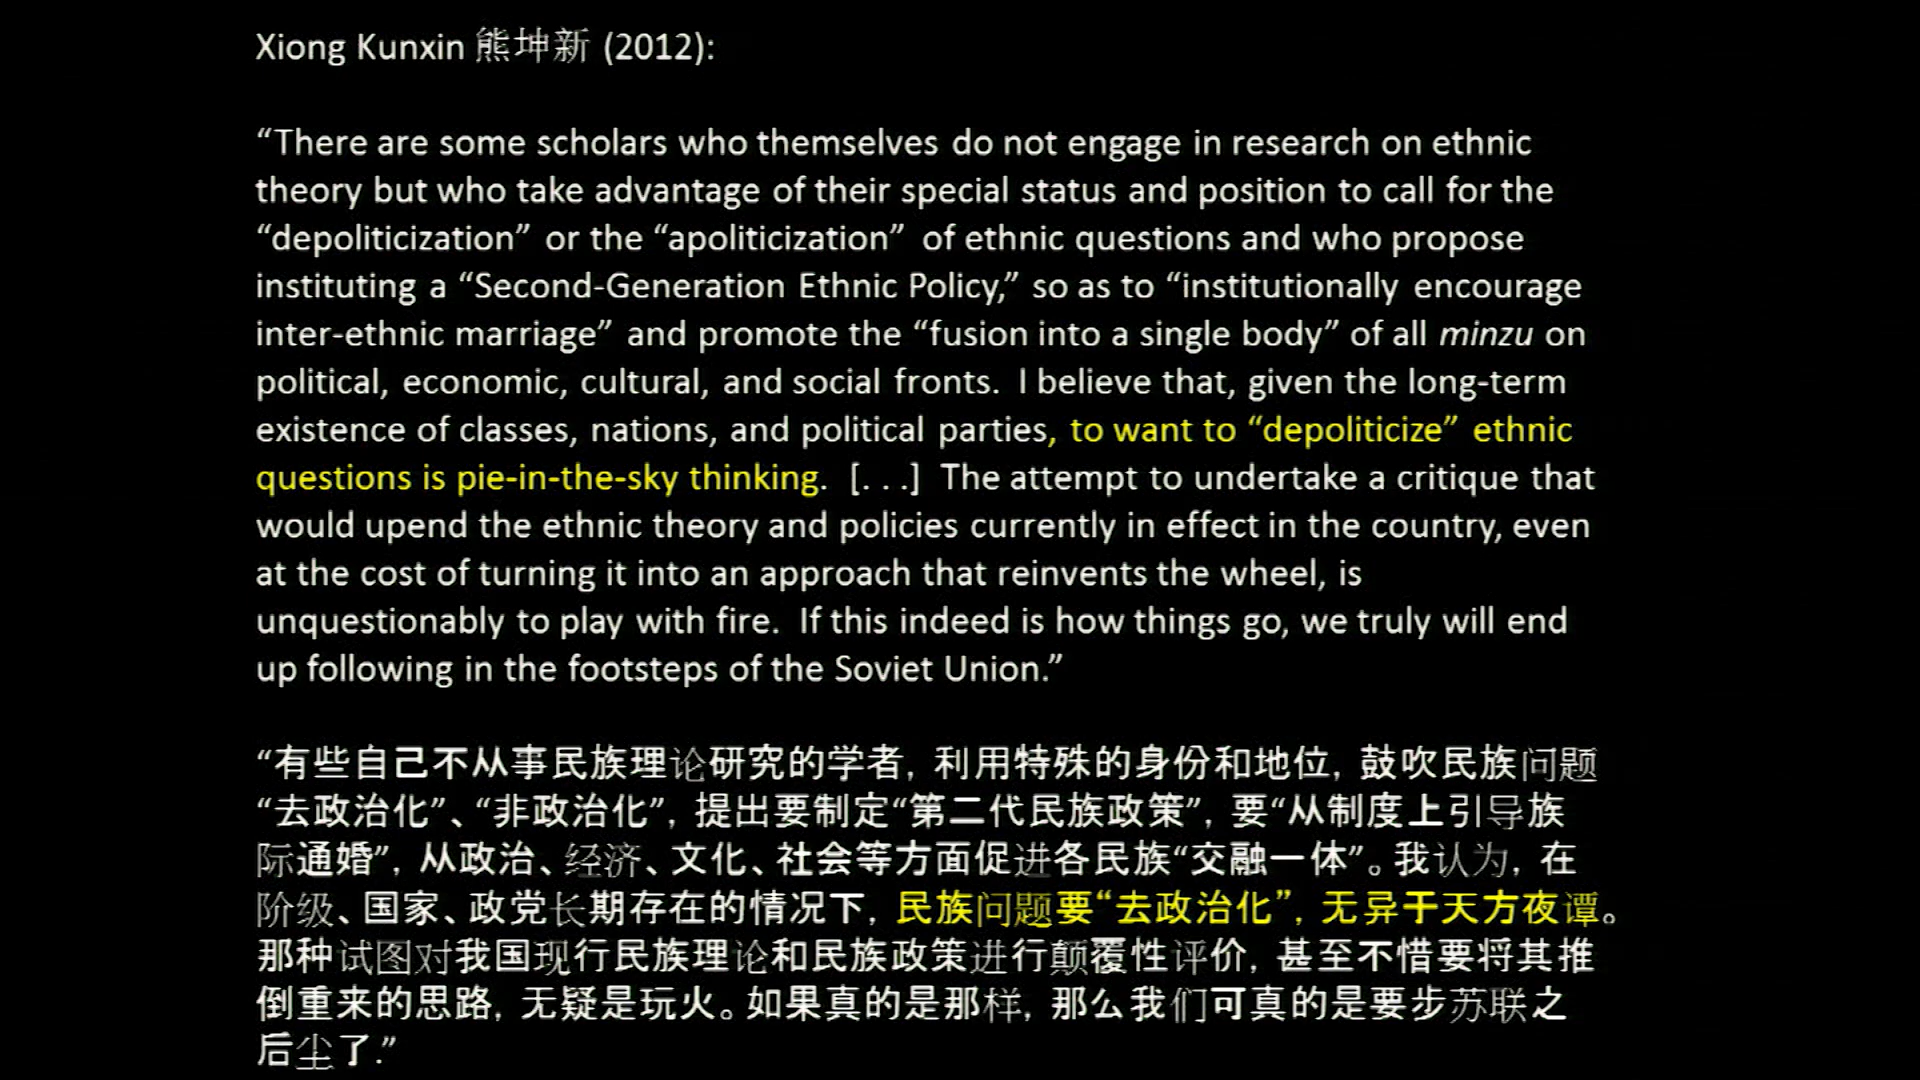 Xiong Kunxin 熊坤新 (2012):
“There are some scholars who themselves do not engage in research on ethnic
theory but who take advantage of their special status and position to call for the
“depoliticization” or the “apoliticization” of ethnic questions and who propose
instituting a “Second-Generation Ethnic Policy,” so as to “institutionally encourage
inter-ethnic marriage” and promote the “fusion into a single body” of all minzu on
political, economic, cultural, and social fronts. I believe that, given the long-term
existence of classes, nations, and political parties, to want to “depoliticize” ethnic
questions is pie-in-the-sky thinking. [. . .] The attempt to undertake a critique that
would upend the ethnic theory and policies currently in effect in the country, even
at the cost of turning it into an approach that reinvents the wheel, is
unquestionably to play with fire. If this indeed is how things go, we truly will end
up following in the footsteps of the Soviet Union.”
“有些自己不从事民族理论研究的学者, 利用特殊的身份和地位, 鼓吹民族问题
“去政治化”、“非政治化”, 提出要制定“第二代民族政策”, 要“从制度上引导族
际通婚”, 从政治、经济、文化、社会等方面促进各民族“交融一体”。我认为, 在
阶级、国家、政党长期存在的情况下, 民族问题要“去政治化”, 无异于天方夜谭。
那种试图对我国现行民族理论和民族政策进行颠覆性评价, 甚至不惜要将其推
倒重来的思路, 无疑是玩火。如果真的是那样, 那么我们可真的是要步苏联之
后尘了.”